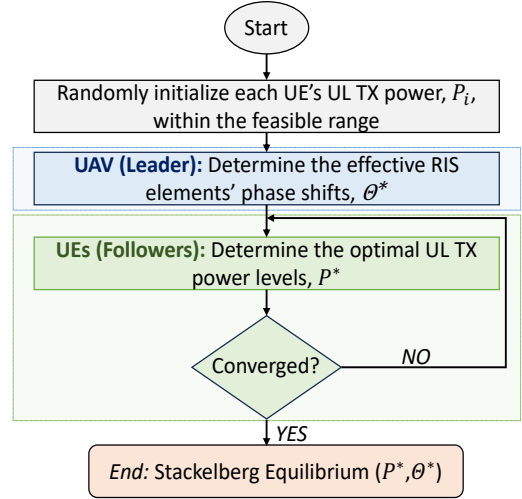 Start
Randomly initialize each UE's UL TX power, P_i,
within the feasible range
UAV (Leader): Determine the effective RIS
elements' phase shifts, Θ*
UEs (Followers): Determine the optimal UL TX
power levels, P*
Converged?
NO
YES
End: Stackelberg Equilibrium (P*,Θ*)